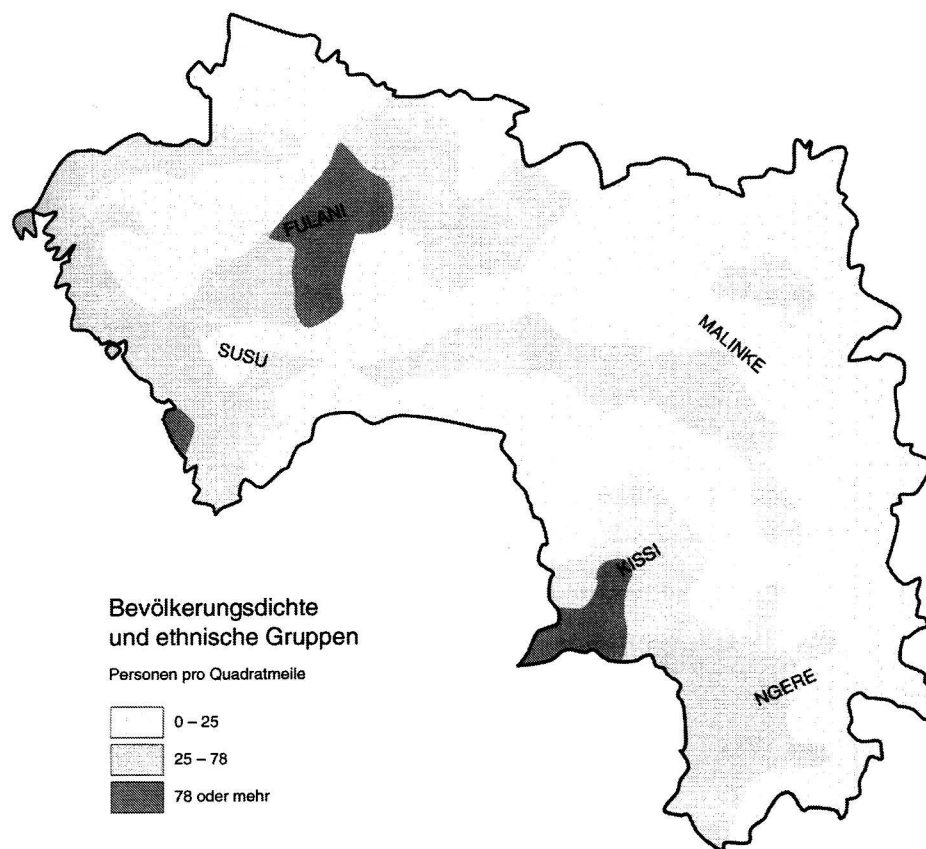 FULANI
SUSU
MALINKE
KISSI
NGERE
Bevölkerungsdichte
und ethnische Gruppen
Personen pro Quadratmeile
0 – 25
25 – 78
78 oder mehr